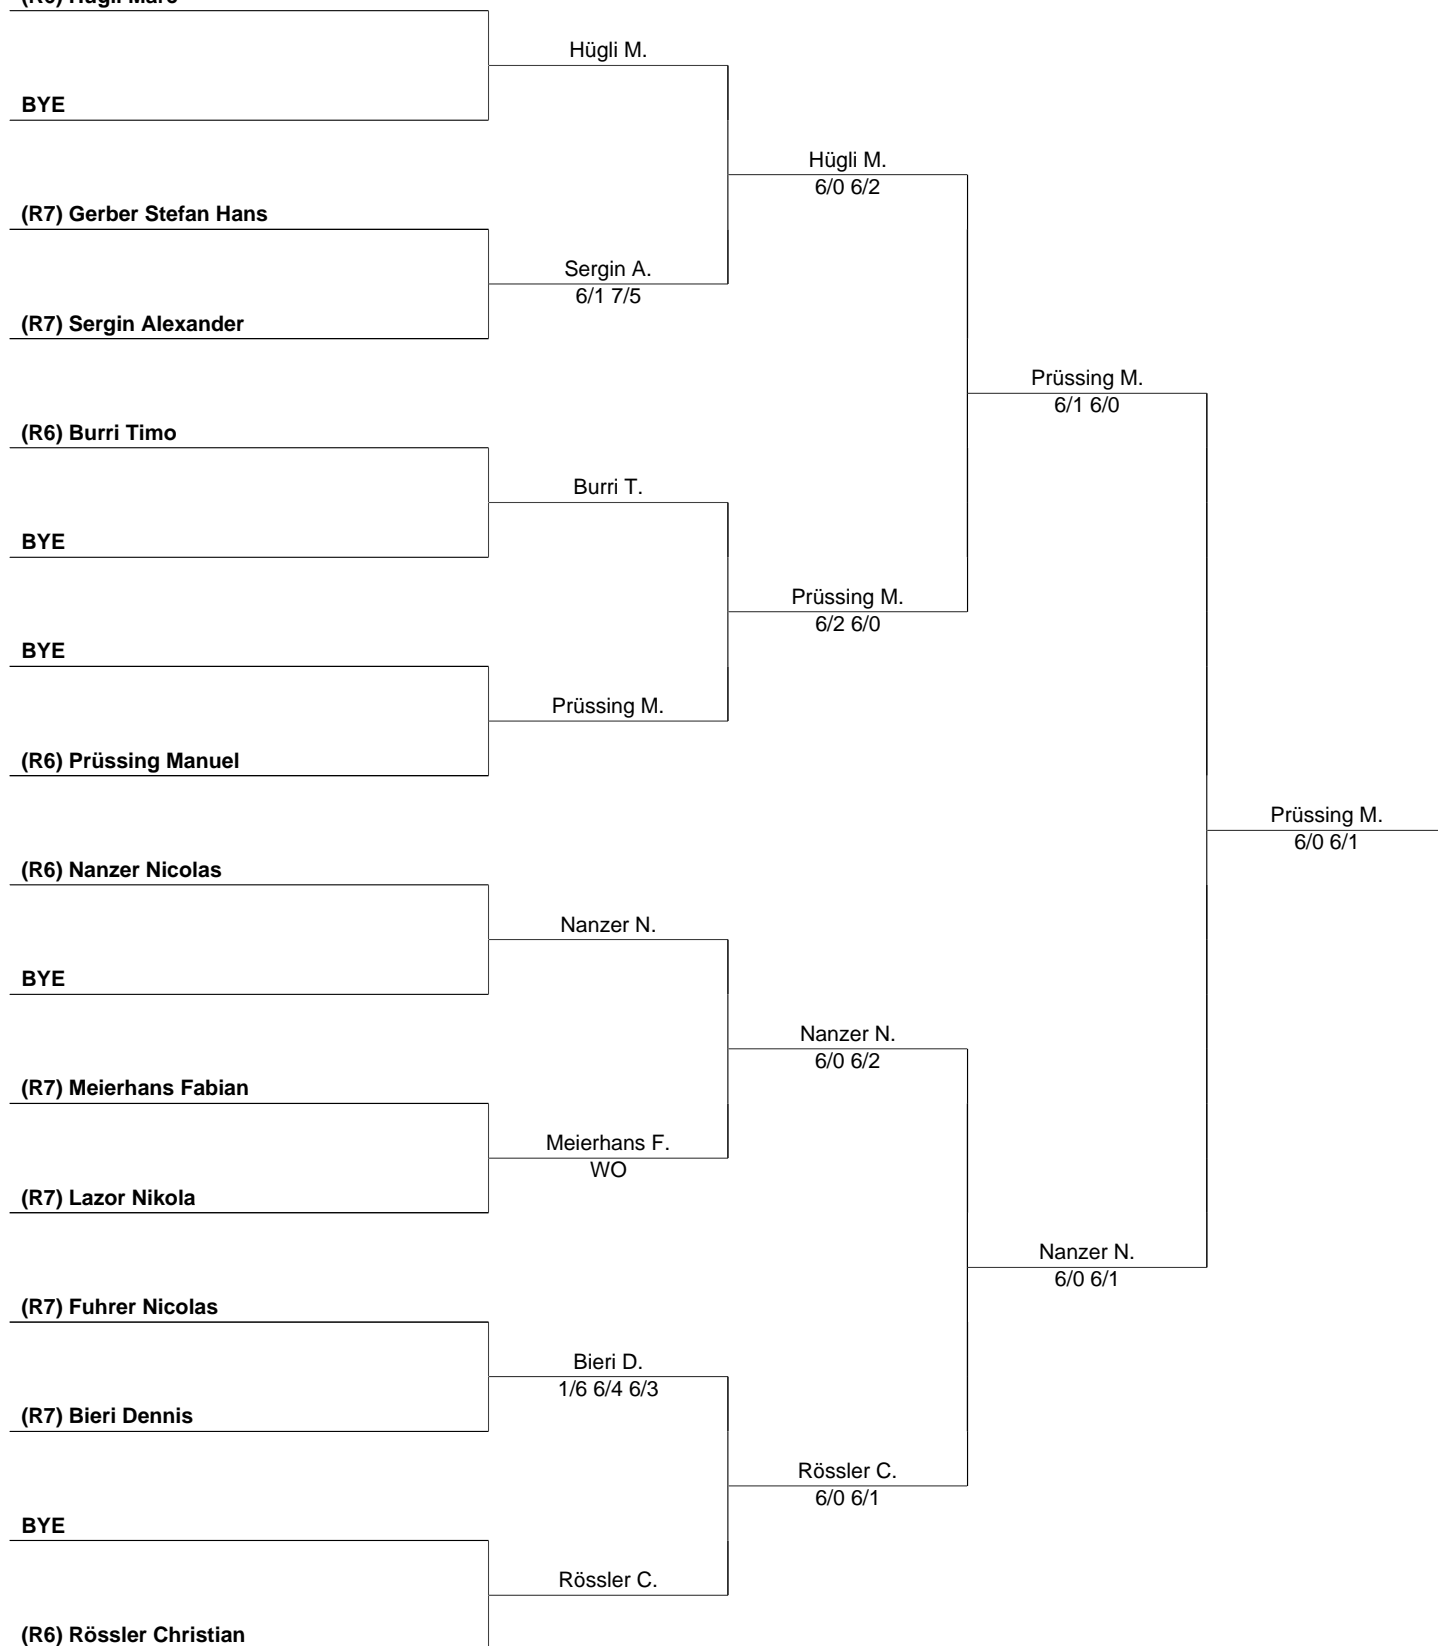 (R6) Hügli Marc
Hügli M.
BYE
Hügli M.
6/0 6/2
(R7) Gerber Stefan Hans
Sergin A.
6/1 7/5
(R7) Sergin Alexander
Prüssing M.
6/1 6/0
(R6) Burri Timo
Burri T.
BYE
Prüssing M.
6/2 6/0
BYE
Prüssing M.
(R6) Prüssing Manuel
Prüssing M.
6/0 6/1
(R6) Nanzer Nicolas
Nanzer N.
BYE
Nanzer N.
6/0 6/2
(R7) Meierhans Fabian
Meierhans F.
WO
(R7) Lazor Nikola
Nanzer N.
6/0 6/1
(R7) Fuhrer Nicolas
Bieri D.
1/6 6/4 6/3
(R7) Bieri Dennis
Rössler C.
6/0 6/1
BYE
Rössler C.
(R6) Rössler Christian